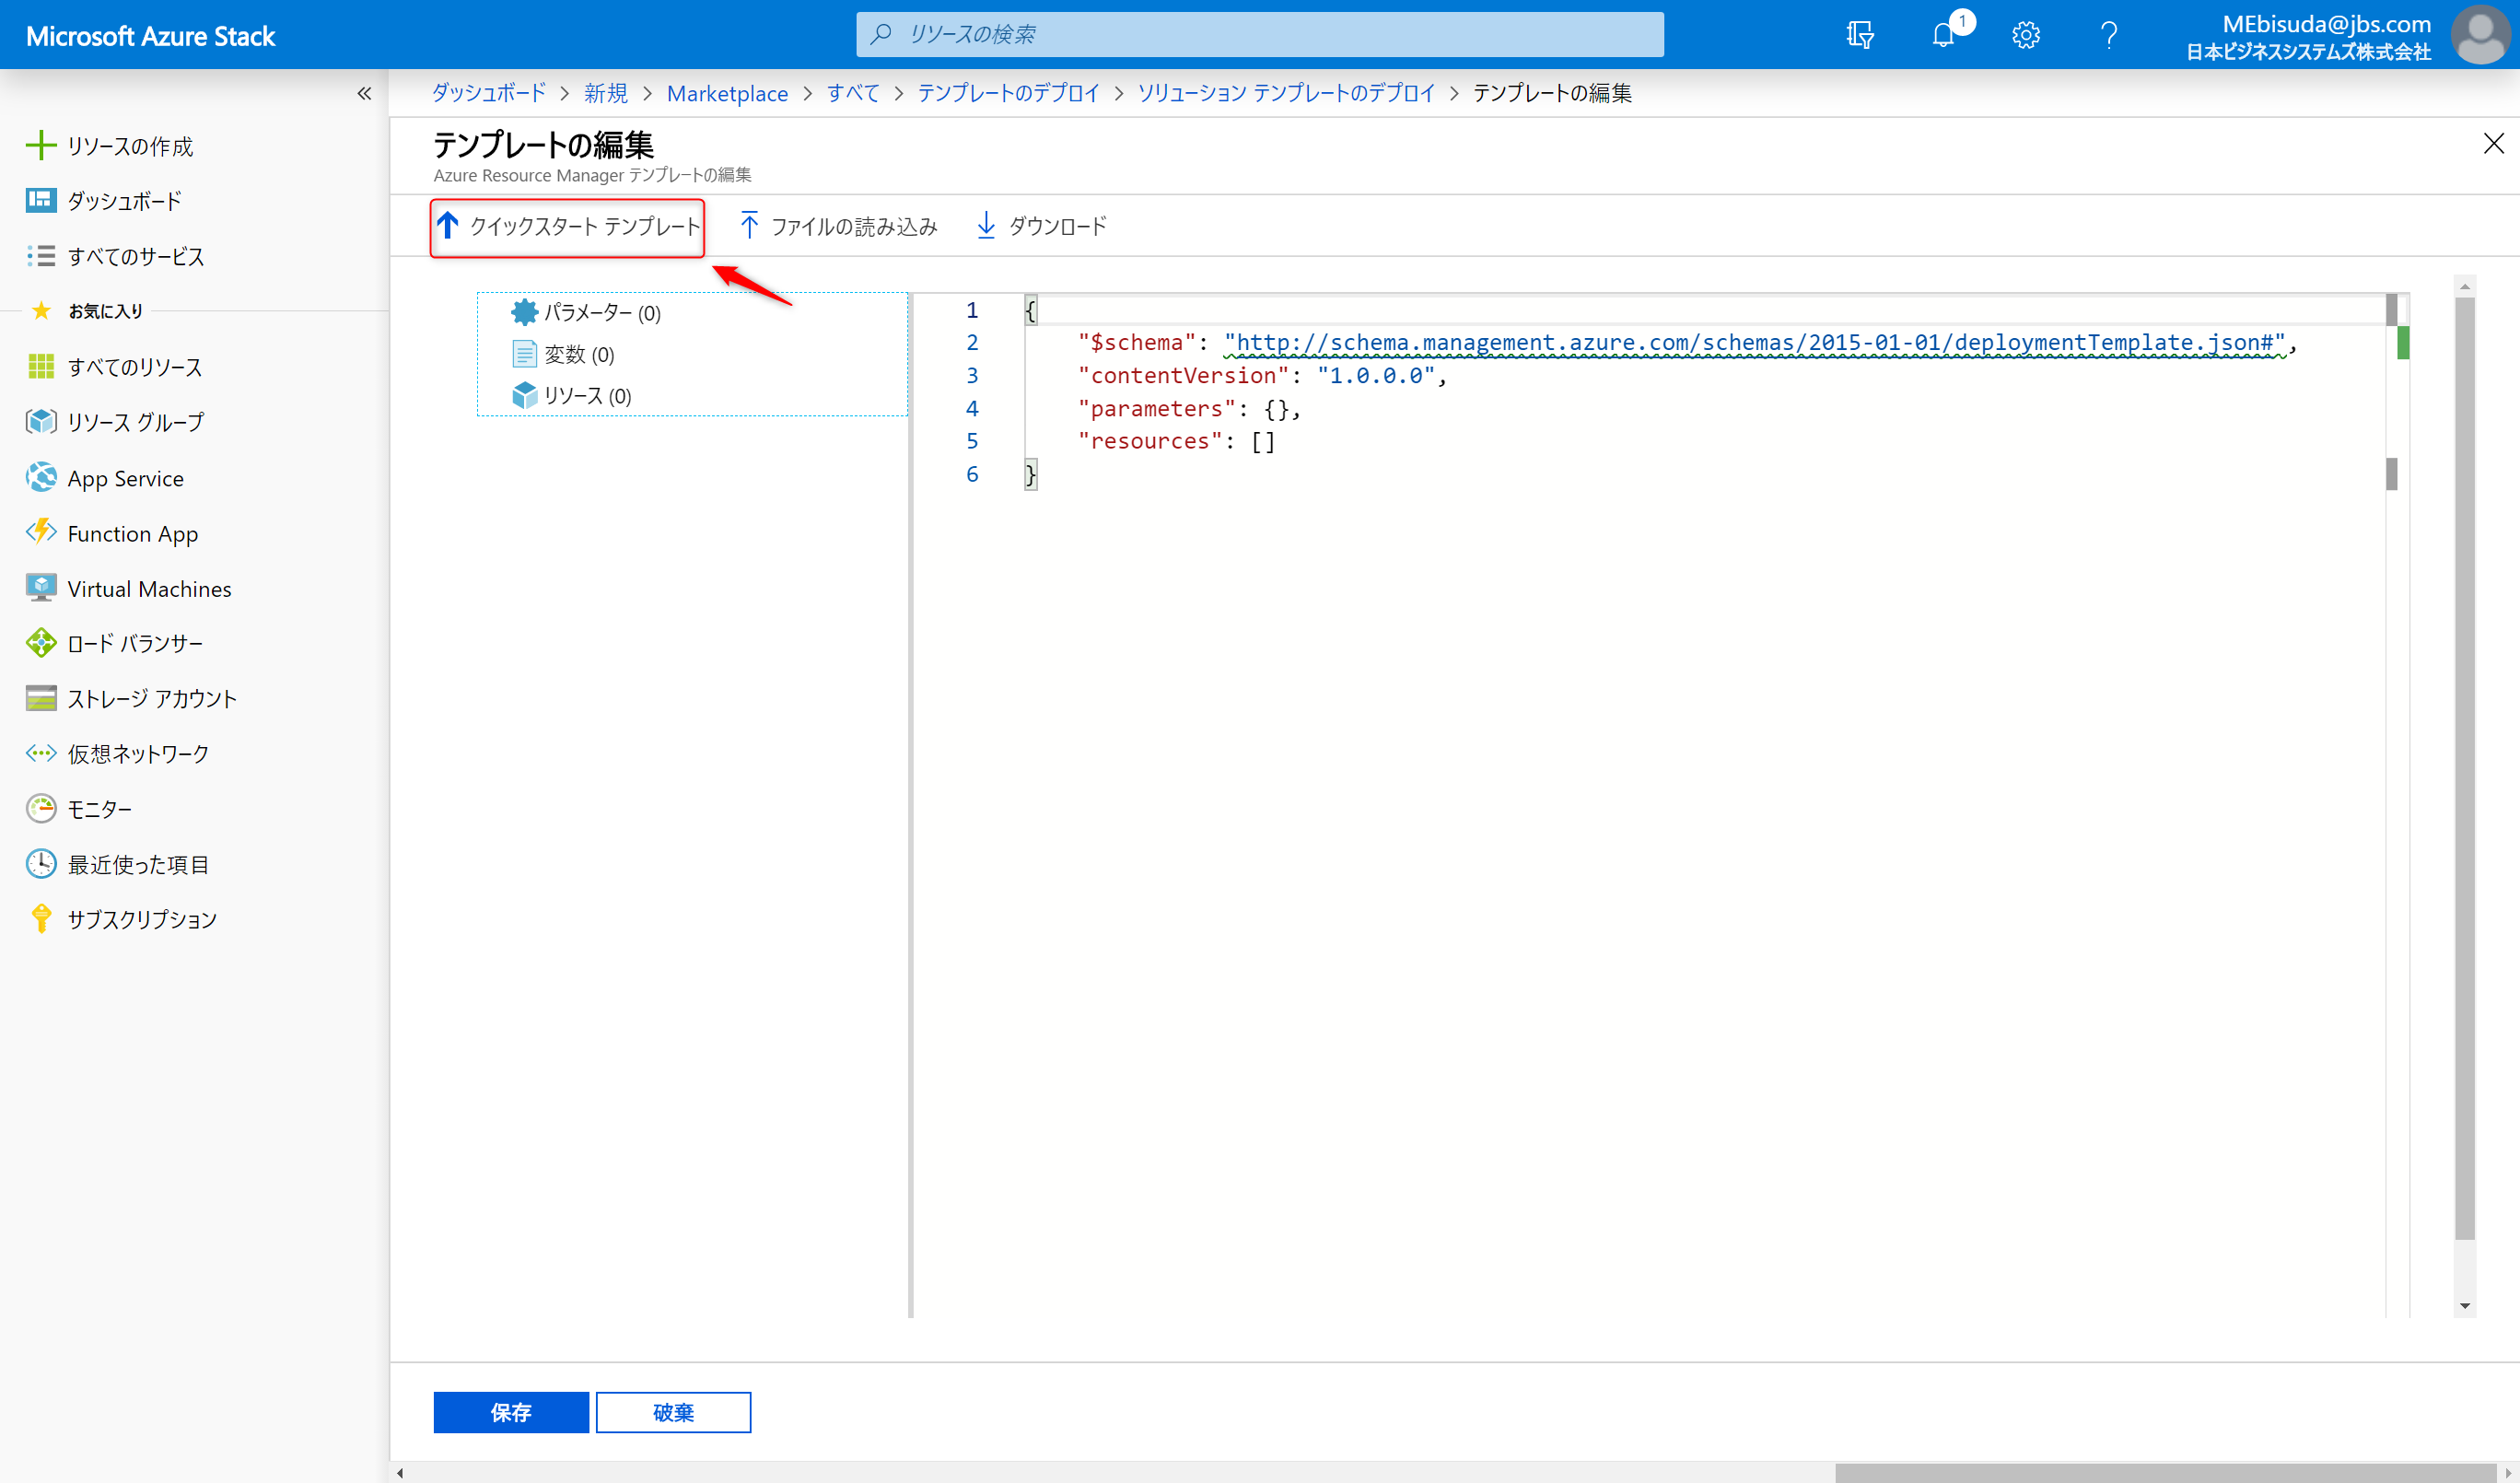 Microsoft Azure Stack
リソースの検索
1
MEbisuda@jbs.com
日本ビジネスシステムズ株式会社
ダッシュボード > 新規 > Marketplace > すべて > テンプレートのデプロイ > ソリューション テンプレートのデプロイ > テンプレートの編集
リソースの作成
ダッシュボード
すべてのサービス
お気に入り
すべてのリソース
リソース グループ
App Service
Function App
Virtual Machines
ロード バランサー
ストレージ アカウント
仮想ネットワーク
モニター
最近使った項目
サブスクリプション
テンプレートの編集
Azure Resource Manager テンプレートの編集
クイックスタート テンプレート ファイルの読み込み ダウンロード
パラメーター (0)
変数 (0)
リソース (0)
1 {
2 "$schema": "http://schema.management.azure.com/schemas/2015-01-01/deploymentTemplate.json#",
3 "contentVersion": "1.0.0.0",
4 "parameters": {},
5 "resources": []
6 }
保存 破棄